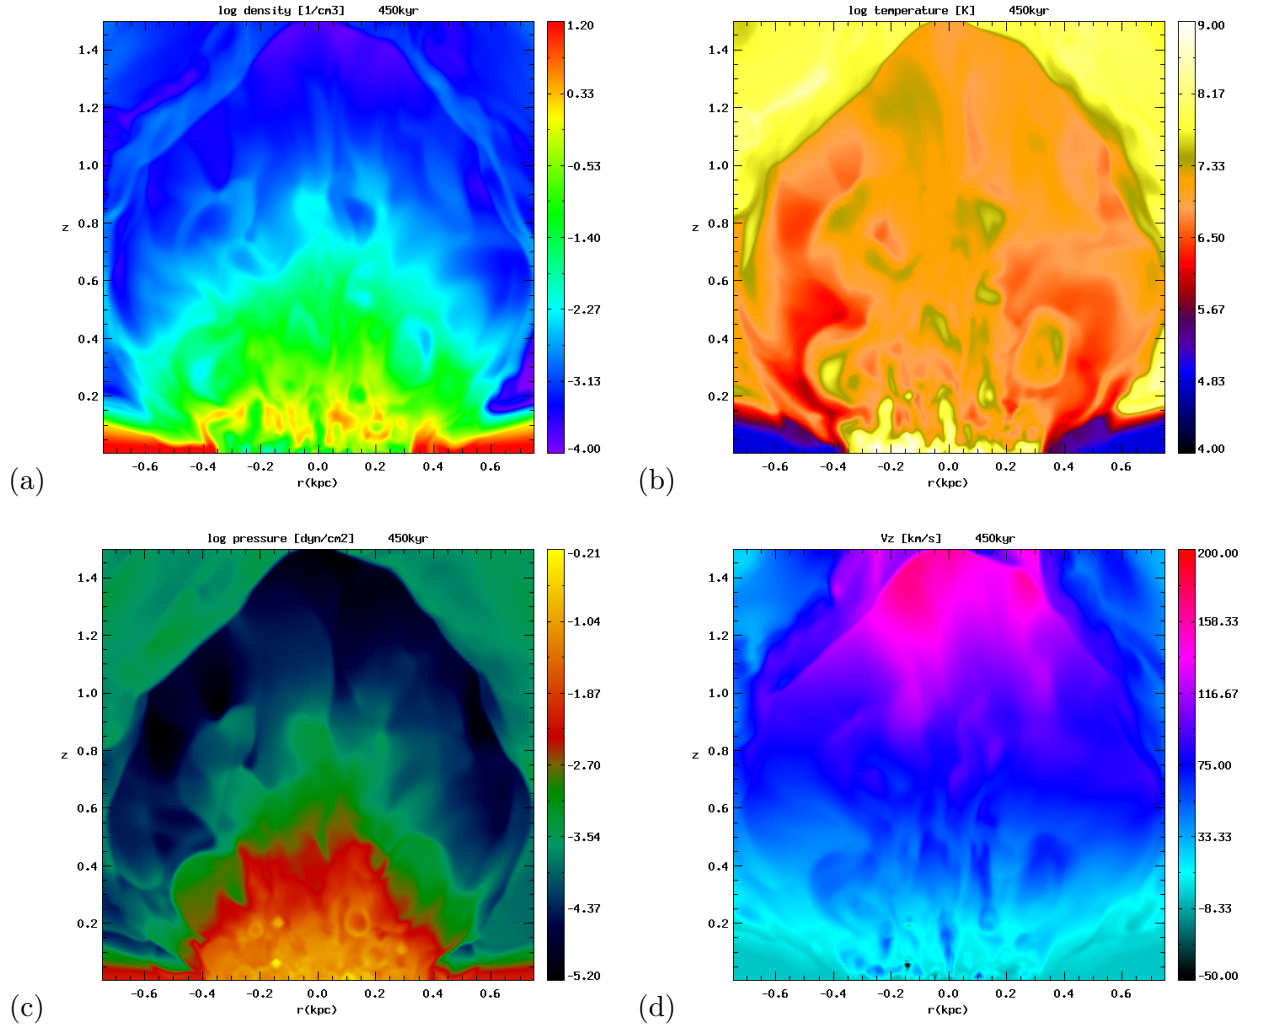 log density [1/cm3] 450kyr
1.4
1.2
1.0
0.8
0.6
0.4
0.2
z
-0.6 -0.4 -0.2 0.0 0.2 0.4 0.6
r(kpc)
1.20
0.33
-0.53
-1.40
-2.27
-3.13
-4.00
(a)
log temperature [K] 450kyr
1.4
1.2
1.0
0.8
0.6
0.4
0.2
z
-0.6 -0.4 -0.2 0.0 0.2 0.4 0.6
r(kpc)
9.00
8.17
7.33
6.50
5.67
4.83
4.00
(b)
log pressure [dyn/cm2] 450kyr
1.4
1.2
1.0
0.8
0.6
0.4
0.2
z
-0.6 -0.4 -0.2 0.0 0.2 0.4 0.6
r(kpc)
-0.21
-1.04
-1.87
-2.70
-3.54
-4.37
-5.20
(c)
Vz [km/s] 450kyr
1.4
1.2
1.0
0.8
0.6
0.4
0.2
z
-0.6 -0.4 -0.2 0.0 0.2 0.4 0.6
r(kpc)
200.00
158.33
116.67
75.00
33.33
-8.33
-50.00
(d)